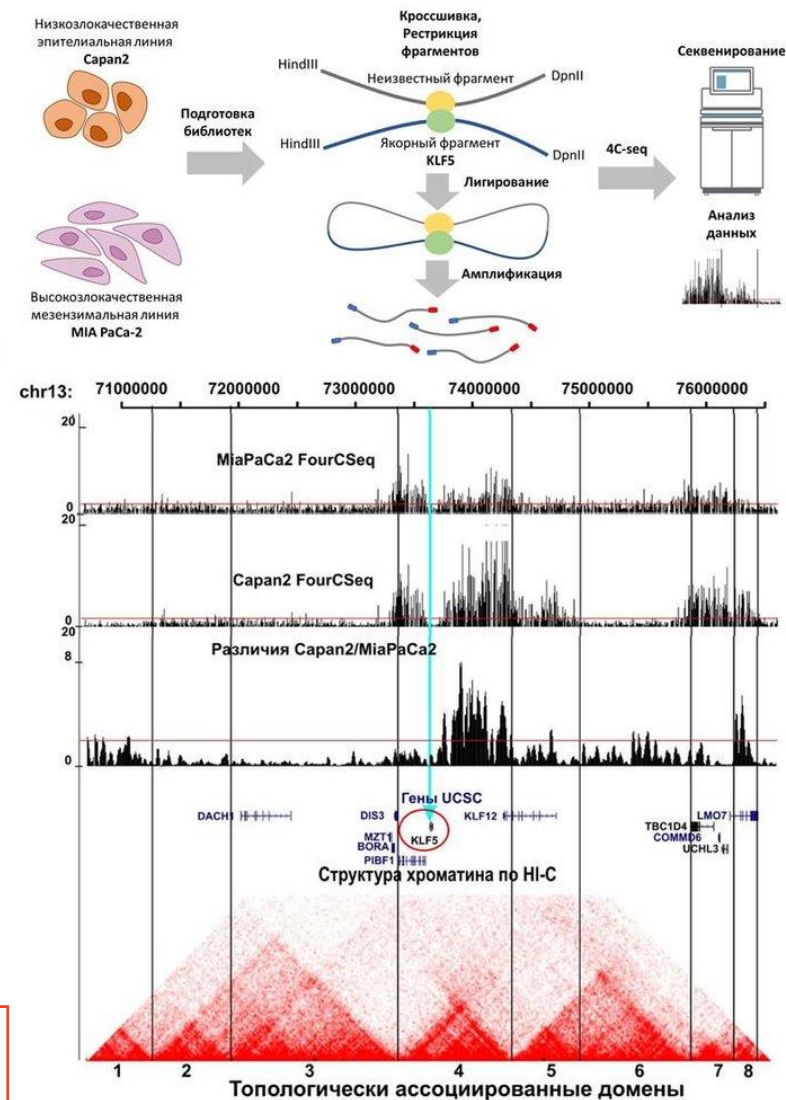 Низкозлокачественная
эпителиальная линия
Capan2
Подготовка
библиотек
Высокозлокачественная
мезензимальная линия
MIA PaCa-2
Кроссшивка,
Рестрикция
фрагментов
HindIII
Неизвестный фрагмент
DpnII
HindIII
Якорный фрагмент
KLF5
DpnII
Лигирование
Амплификация
4C-seq
Секвенирование
Анализ
данных
chr13: 71000000 72000000 73000000 74000000 75000000 76000000
20
MiaPaCa2 FourCSeq
0
20
Capan2 FourCSeq
0
20
8
Различия Capan2/MiaPaCa2
0
Гены UCSC
DACH1 DIS3 KLF12 LMO7
MZT1 KLF5 TBC1D4
BORA COMMD6
PIBF1 UCHL3
Структура хроматина по HI-C
1 2 3 4 5 6 7 8
Топологически ассоциированные домены